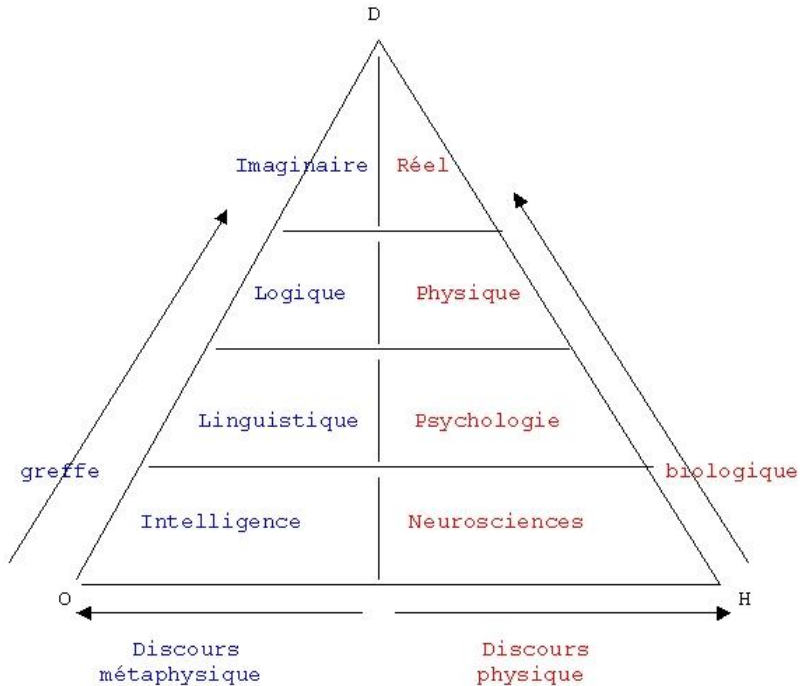 D
Imaginaire Réel
Logique Physique
Linguistique Psychologie
greffe biologique
Intelligence Neurosciences
O H
Discours Discours
métaphysique physique